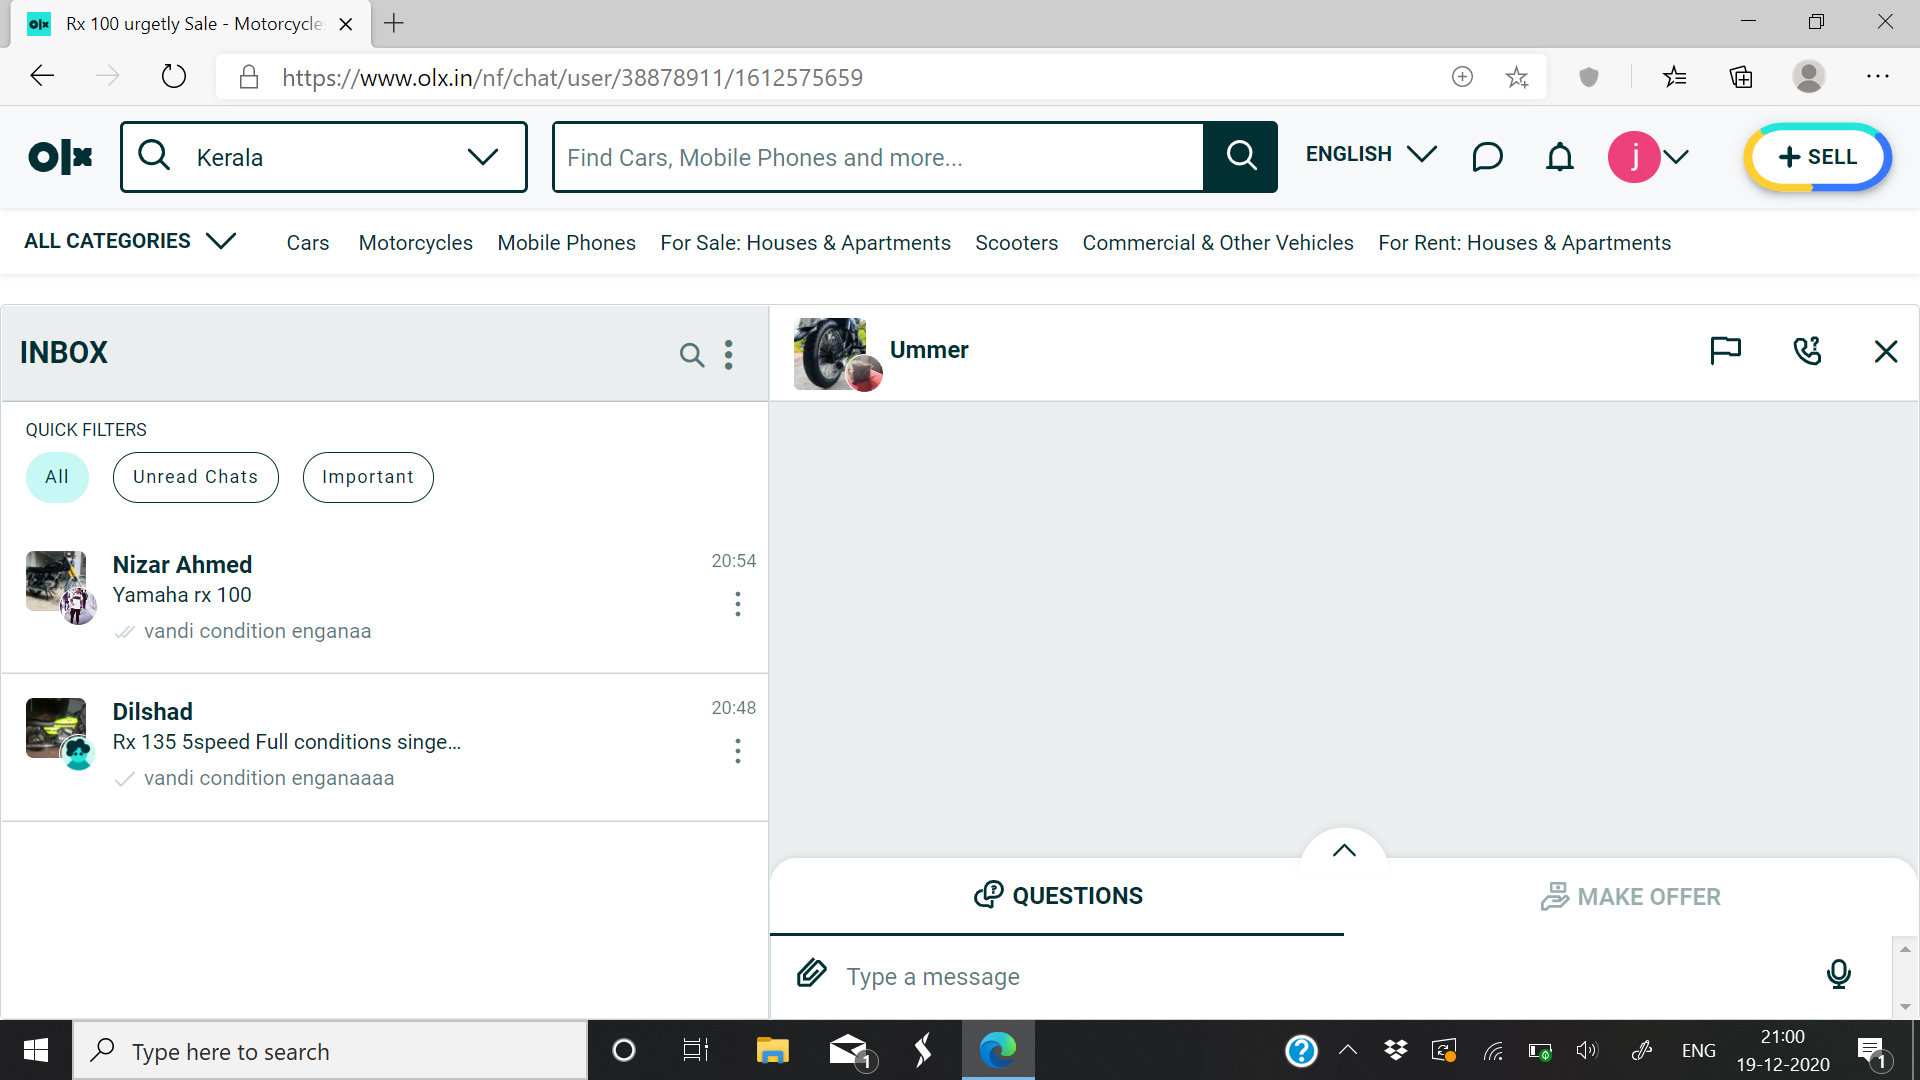 olx Rx 100 urgetly Sale - Motorcycle
https://www.olx.in/nf/chat/user/38878911/1612575659
olx Kerala Find Cars, Mobile Phones and more... ENGLISH j + SELL
ALL CATEGORIES Cars Motorcycles Mobile Phones For Sale: Houses & Apartments Scooters Commercial & Other Vehicles For Rent: Houses & Apartments
INBOX
Ummer
QUICK FILTERS
All Unread Chats Important
Nizar Ahmed 20:54
Yamaha rx 100
vandi condition enganaa
Dilshad 20:48
Rx 135 5speed Full conditions singe...
vandi condition enganaaaa
QUESTIONS MAKE OFFER
Type a message
Type here to search 1 ENG 21:00 1
19-12-2020